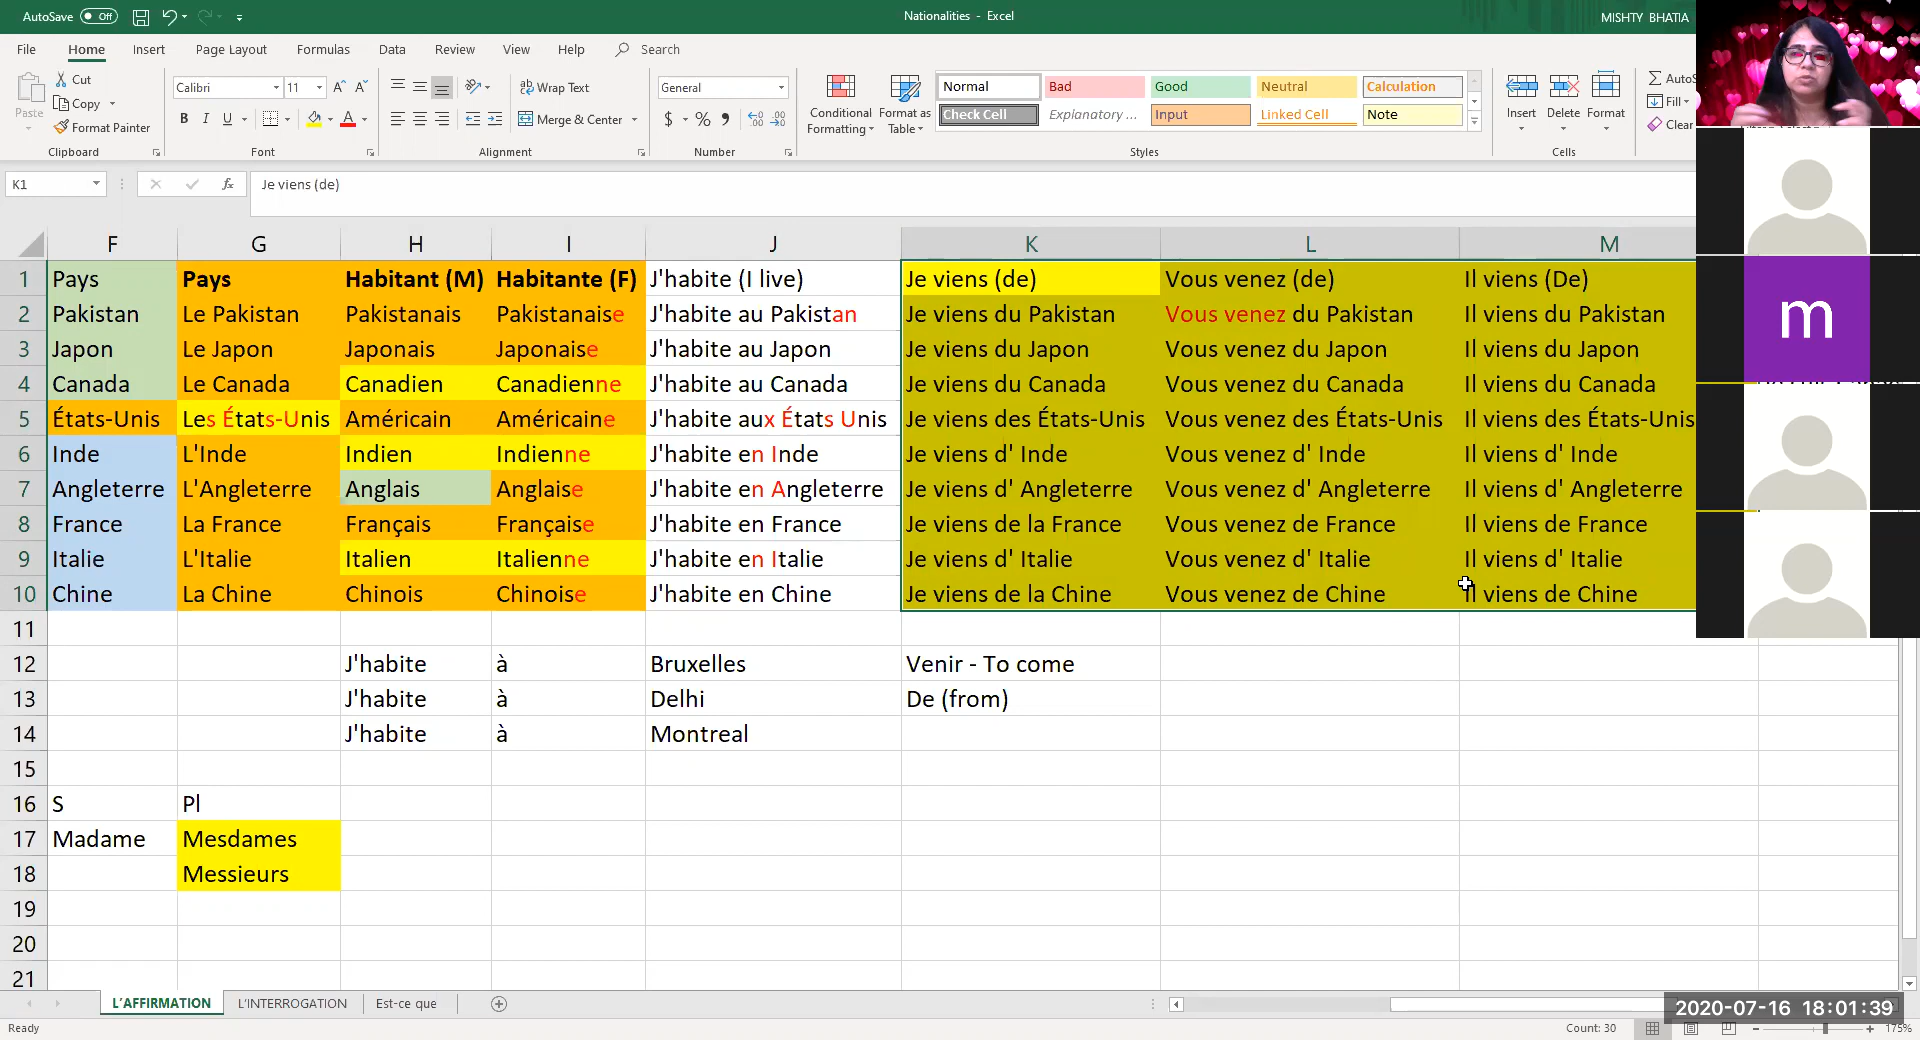 AutoSave Off
Nationalities - Excel
MISHTY BHATIA
File Home Insert Page Layout Formulas Data Review View Help Search
Paste
Cut
Copy
Format Painter
Clipboard
Calibri 11
B I U
Font
Wrap Text
Merge & Center
Alignment
General
$ % ,
Number
Conditional Formatting
Format as Table
Normal Bad Good Neutral Calculation
Check Cell Explanatory ... Input Linked Cell Note
Styles
Insert Delete Format
Cells
Fill
Clear
K1
fx Je viens (de)
F G H I J K L M
1 Pays Pays Habitant (M) Habitante (F) J'habite (I live) Je viens (de) Vous venez (de) Il viens (De)
2 Pakistan Le Pakistan Pakistanais Pakistanaise J'habite au Pakistan Je viens du Pakistan Vous venez du Pakistan Il viens du Pakistan
3 Japon Le Japon Japonais Japonaise J'habite au Japon Je viens du Japon Vous venez du Japon Il viens du Japon
4 Canada Le Canada Canadien Canadienne J'habite au Canada Je viens du Canada Vous venez du Canada Il viens du Canada
5 États-Unis Les États-Unis Américain Américaine J'habite aux États Unis Je viens des États-Unis Vous venez des États-Unis Il viens des États-Unis
6 Inde L'Inde Indien Indienne J'habite en Inde Je viens d' Inde Vous venez d' Inde Il viens d' Inde
7 Angleterre L'Angleterre Anglais Anglaise J'habite en Angleterre Je viens d' Angleterre Vous venez d' Angleterre Il viens d' Angleterre
8 France La France Français Française J'habite en France Je viens de la France Vous venez de France Il viens de France
9 Italie L'Italie Italien Italienne J'habite en Italie Je viens d' Italie Vous venez d' Italie Il viens d' Italie
10 Chine La Chine Chinois Chinoise J'habite en Chine Je viens de la Chine Vous venez de Chine Il viens de Chine
11
12 J'habite à Bruxelles Venir - To come
13 J'habite à Delhi De (from)
14 J'habite à Montreal
15
16 S Pl
17 Madame Mesdames
18 Messieurs
19
20
21
m
L'AFFIRMATION L'INTERROGATION Est-ce que
2020-07-16 18:01:39
Ready
Count: 30
175%